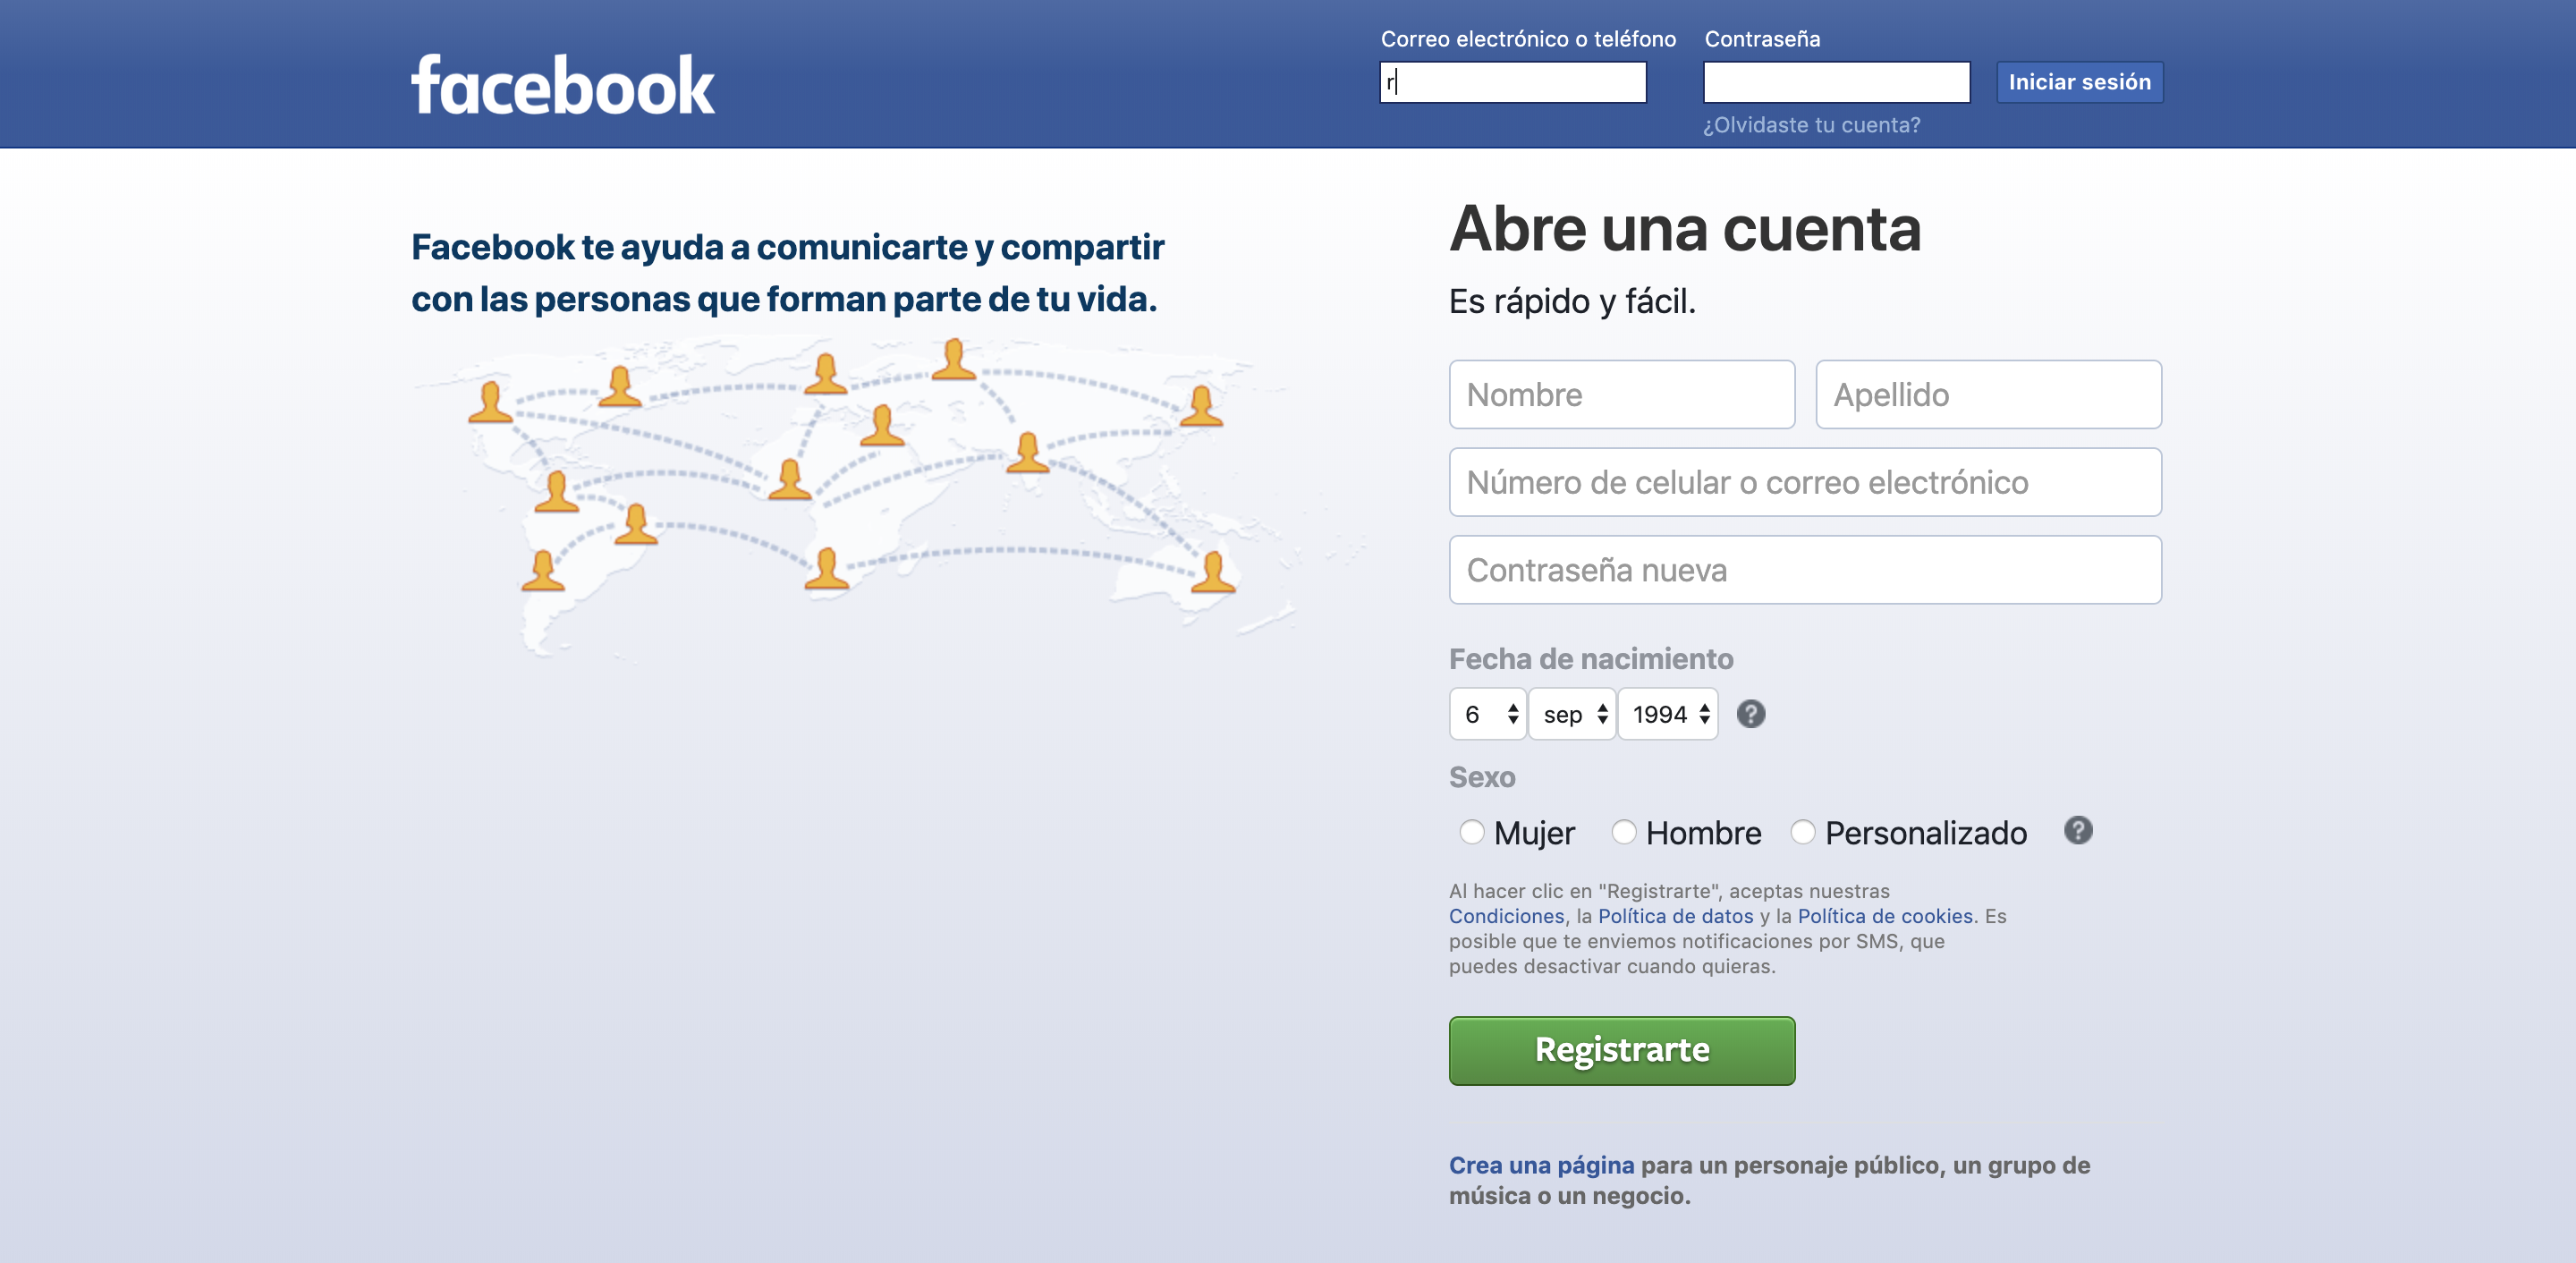 facebook
Correo electrónico o teléfono
Contraseña
r
Iniciar sesión
¿Olvidaste tu cuenta?
Facebook te ayuda a comunicarte y compartir
con las personas que forman parte de tu vida.
Abre una cuenta
Es rápido y fácil.
Nombre
Apellido
Número de celular o correo electrónico
Contraseña nueva
Fecha de nacimiento
6 sep 1994 ?
Sexo
Mujer Hombre Personalizado ?
Al hacer clic en "Registrarte", aceptas nuestras
Condiciones, la Política de datos y la Política de cookies. Es
posible que te enviemos notificaciones por SMS, que
puedes desactivar cuando quieras.
Registrarte
Crea una página para un personaje público, un grupo de
música o un negocio.